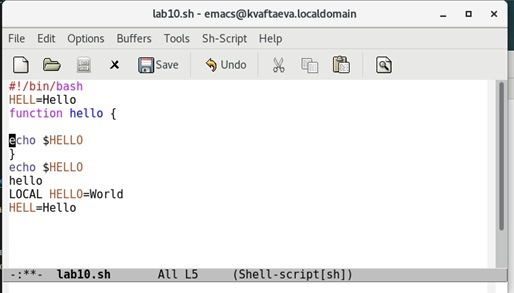 lab10.sh - emacs@kvaftaeva.localdomain
File Edit Options Buffers Tools Sh-Script Help
Save Undo
#!/bin/bash
HELL=Hello
function hello {
echo $HELLO
}
echo $HELLO
hello
LOCAL HELLO=World
HELL=Hello
-:**- lab10.sh All L5 (Shell-script[sh])